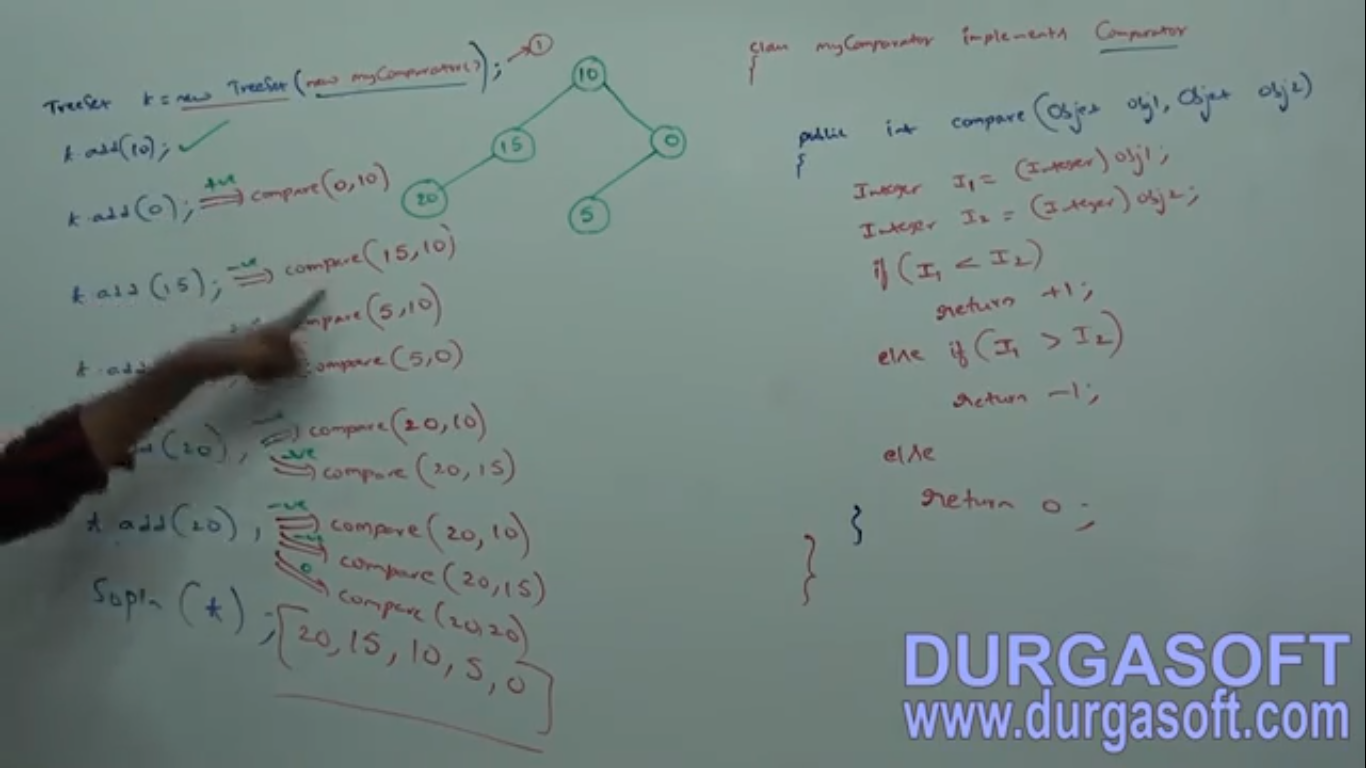 TreeSet t = new TreeSet(new myComparator()); → ①
t.add(10); ✓
t.add(0); +ve ⇒ compare(0,10)
t.add(15); -ve ⇒ compare(15,10)
compare(5,10)
t.add compare(5,0)
(20), -ve ⇒ compare(20,10)
-ve ⇒ compare(20,15)
t.add(20), -ve ⇒ compare(20,10)
-ve ⇒ compare(20,15)
0 ⇒ compare(20,20)
Sopln(t);
[20, 15, 10, 5, 0]
10
15
0
20
5
class myComparator implements Comparator
{
public int compare(Object obj1, Object obj2)
{
Integer I1 = (Integer) obj1;
Integer I2 = (Integer) obj2;
if (I1 < I2)
return +1;
else if (I1 > I2)
return -1;
else
return 0;
}
}
DURGASOFT
www.durgasoft.com